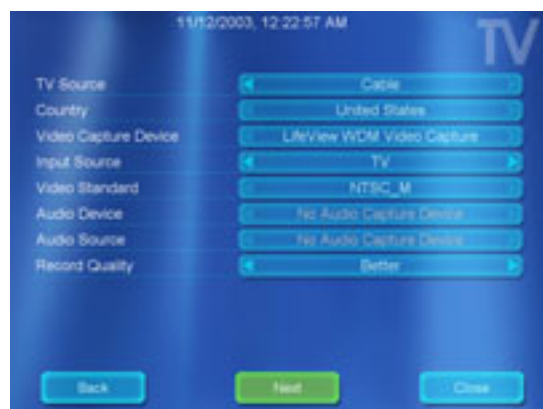 11/12/2003, 12:22:57 AM
TV
TV Source Cable
Country United States
Video Capture Device LifeView WDM Video Capture
Input Source TV
Video Standard NTSC_M
Audio Device No Audio Capture Device
Audio Source No Audio Capture Device
Record Quality Better
Back Next Close